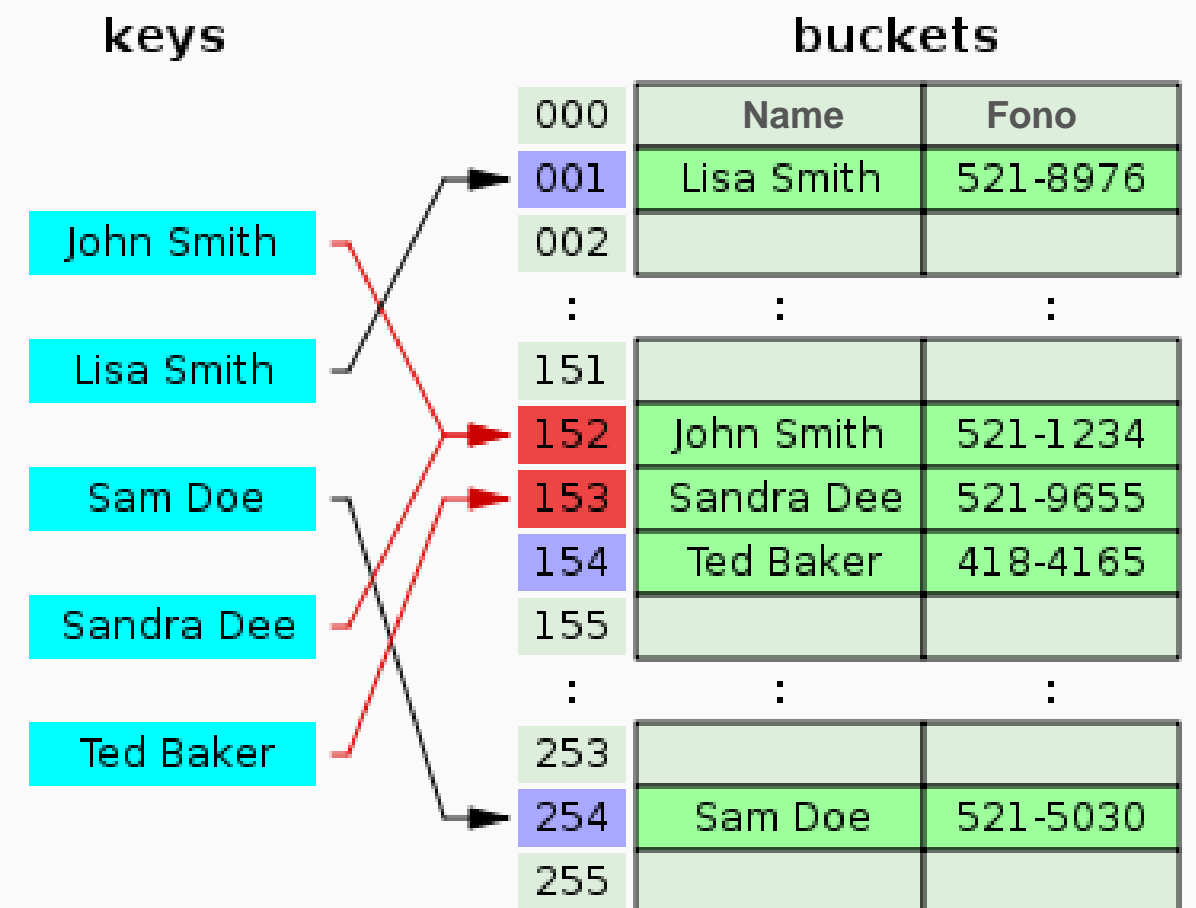 keys buckets
000 Name Fono
001 Lisa Smith 521-8976
002
John Smith
: : :
Lisa Smith
151
152 John Smith 521-1234
Sam Doe
153 Sandra Dee 521-9655
154 Ted Baker 418-4165
Sandra Dee
155
: : :
Ted Baker
253
254 Sam Doe 521-5030
255